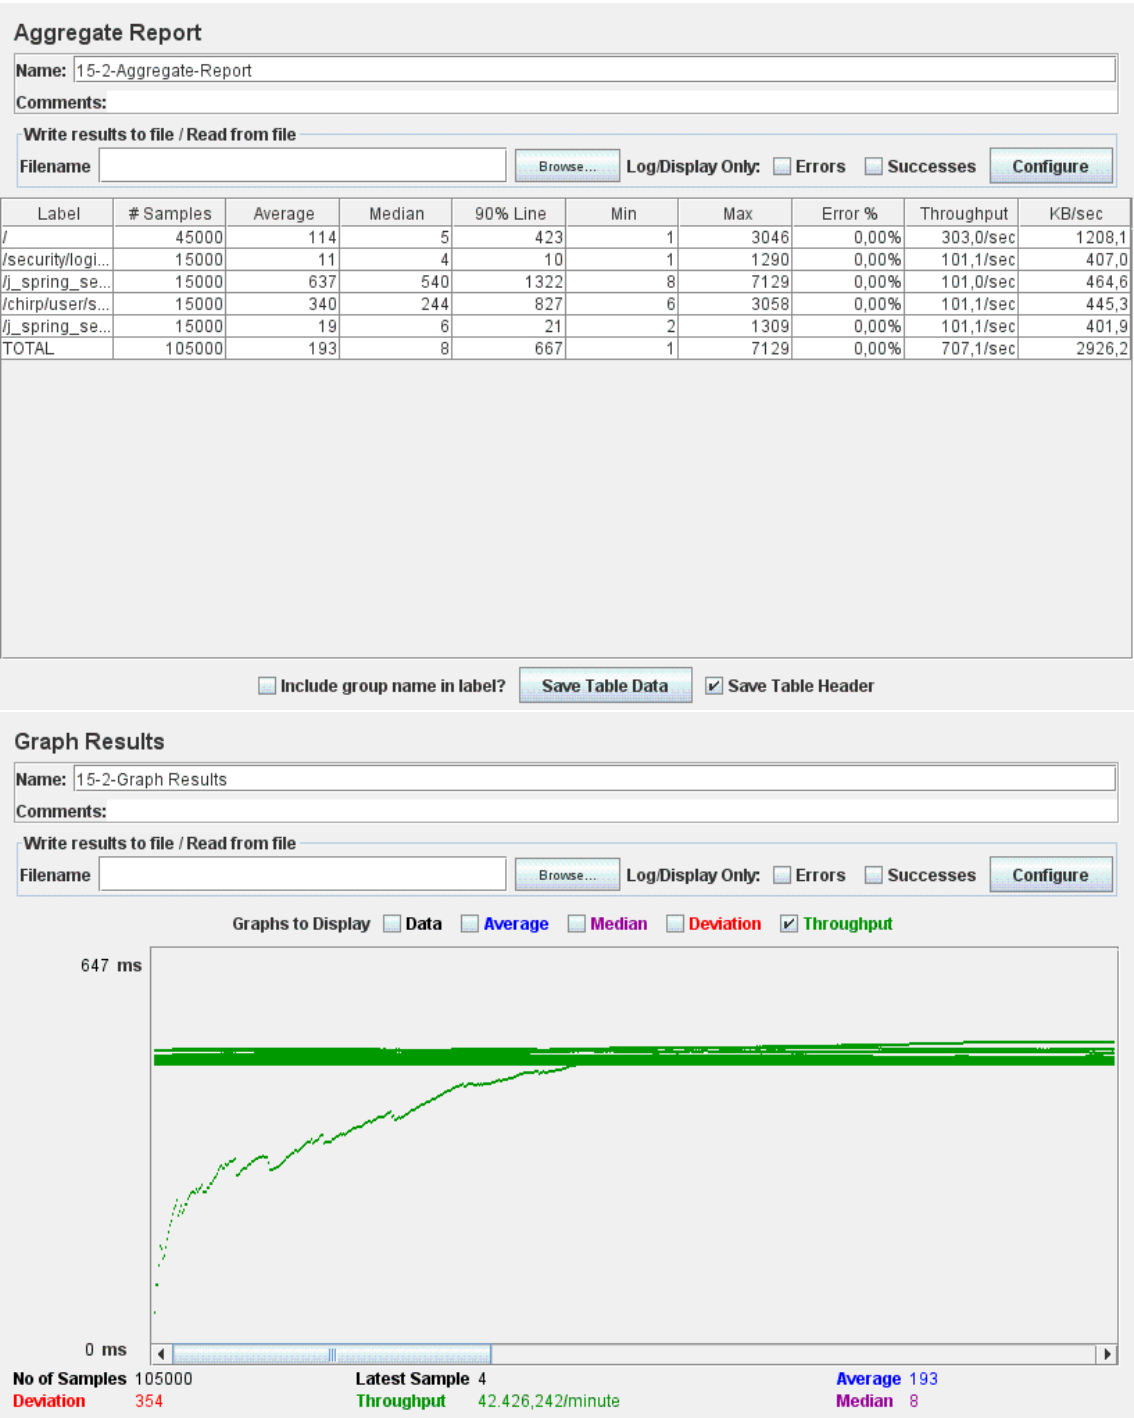 Aggregate Report
Name: 15-2-Aggregate-Report
Comments:
Write results to file / Read from file
Filename Browse... Log/Display Only: Errors Successes Configure
Label # Samples Average Median 90% Line Min Max Error % Throughput KB/sec
/ 45000 114 5 423 1 3046 0,00% 303,0/sec 1208,1
/security/logi... 15000 11 4 10 1 1290 0,00% 101,1/sec 407,0
/j_spring_se... 15000 637 540 1322 8 7129 0,00% 101,0/sec 464,6
/chirp/user/s... 15000 340 244 827 6 3058 0,00% 101,1/sec 445,3
/j_spring_se... 15000 19 6 21 2 1309 0,00% 101,1/sec 401,9
TOTAL 105000 193 8 667 1 7129 0,00% 707,1/sec 2926,2
Include group name in label? Save Table Data Save Table Header
Graph Results
Name: 15-2-Graph Results
Comments:
Write results to file / Read from file
Filename Browse... Log/Display Only: Errors Successes Configure
Graphs to Display Data Average Median Deviation Throughput
647 ms
0 ms
No of Samples 105000 Latest Sample 4 Average 193
Deviation 354 Throughput 42.426,242/minute Median 8